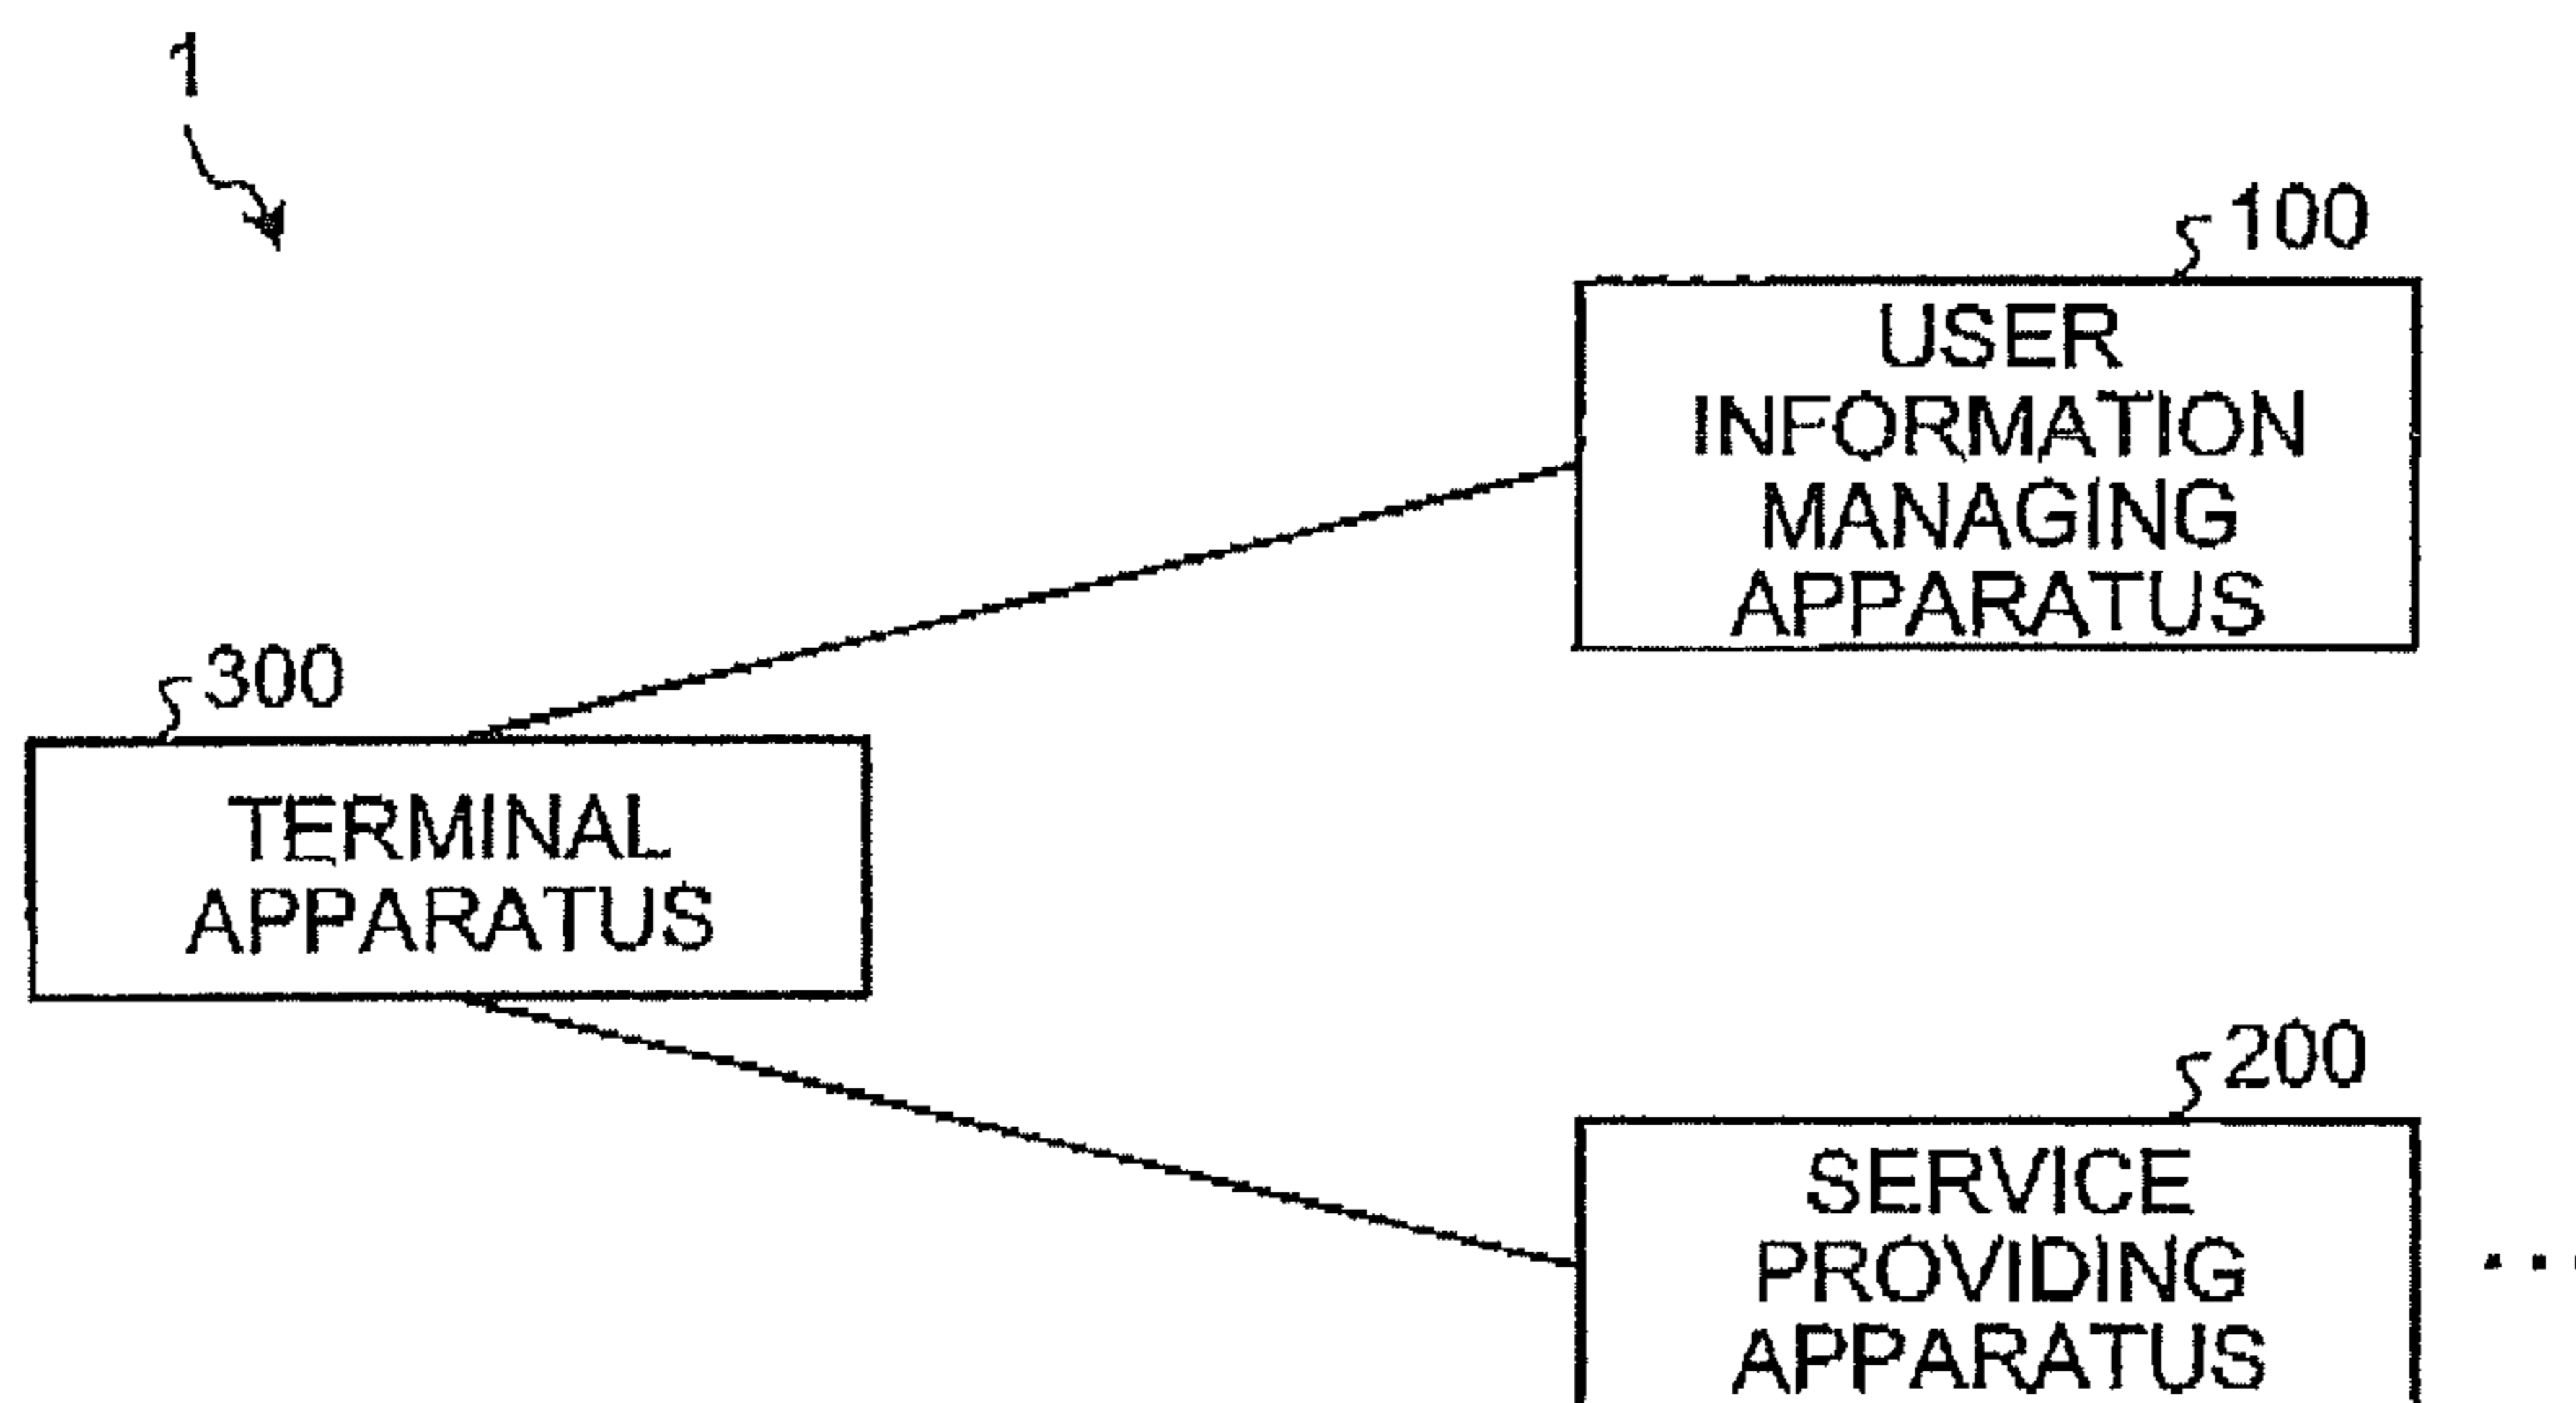 1
100
USER
INFORMATION
MANAGING
APPARATUS
300
TERMINAL
APPARATUS
200
SERVICE
PROVIDING
APPARATUS
...